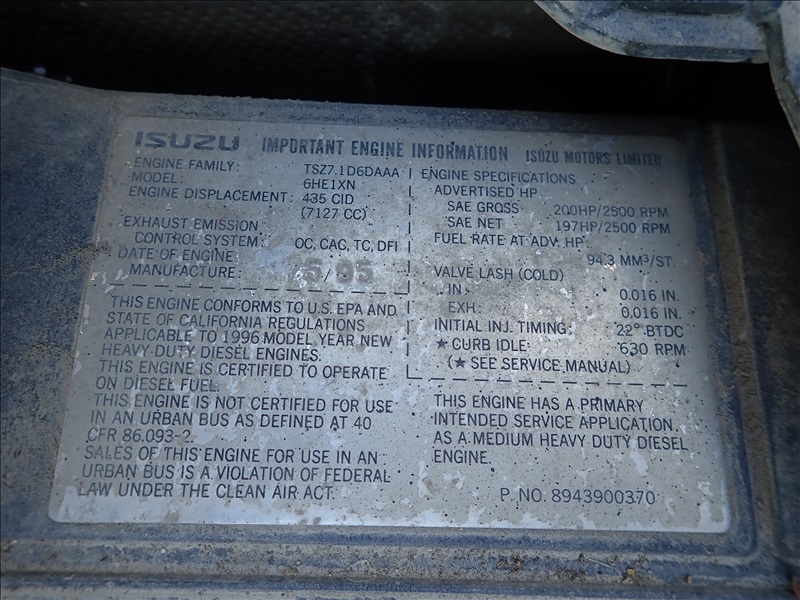 ISUZU IMPORTANT ENGINE INFORMATION ISUZU MOTORS LIMITED
ENGINE FAMILY: TSZ7.1D6DAAA
MODEL: 6HE1XN
ENGINE DISPLACEMENT: 435 CID
(7127 CC)
EXHAUST EMISSION
CONTROL SYSTEM: OC, CAC, TC, DFI
DATE OF ENGINE
MANUFACTURE: 5/95
THIS ENGINE CONFORMS TO U.S. EPA AND
STATE OF CALIFORNIA REGULATIONS
APPLICABLE TO 1996 MODEL YEAR NEW
HEAVY-DUTY DIESEL ENGINES.
THIS ENGINE IS CERTIFIED TO OPERATE
ON DIESEL FUEL.
THIS ENGINE IS NOT CERTIFIED FOR USE
IN AN URBAN BUS AS DEFINED AT 40
CFR 86.093-2.
SALES OF THIS ENGINE FOR USE IN AN
URBAN BUS IS A VIOLATION OF FEDERAL
LAW UNDER THE CLEAN AIR ACT.
ENGINE SPECIFICATIONS
ADVERTISED HP
SAE GROSS 200HP/2500 RPM
SAE NET 197HP/2500 RPM
FUEL RATE AT ADV. HP
94.3 MM³/ST.
VALVE LASH (COLD)
IN: 0.016 IN.
EXH: 0.016 IN.
INITIAL INJ. TIMING: 22° BTDC
★ CURB IDLE: 630 RPM
(★ SEE SERVICE MANUAL)
THIS ENGINE HAS A PRIMARY
INTENDED SERVICE APPLICATION
AS A MEDIUM HEAVY DUTY DIESEL
ENGINE.
P. NO. 8943900370